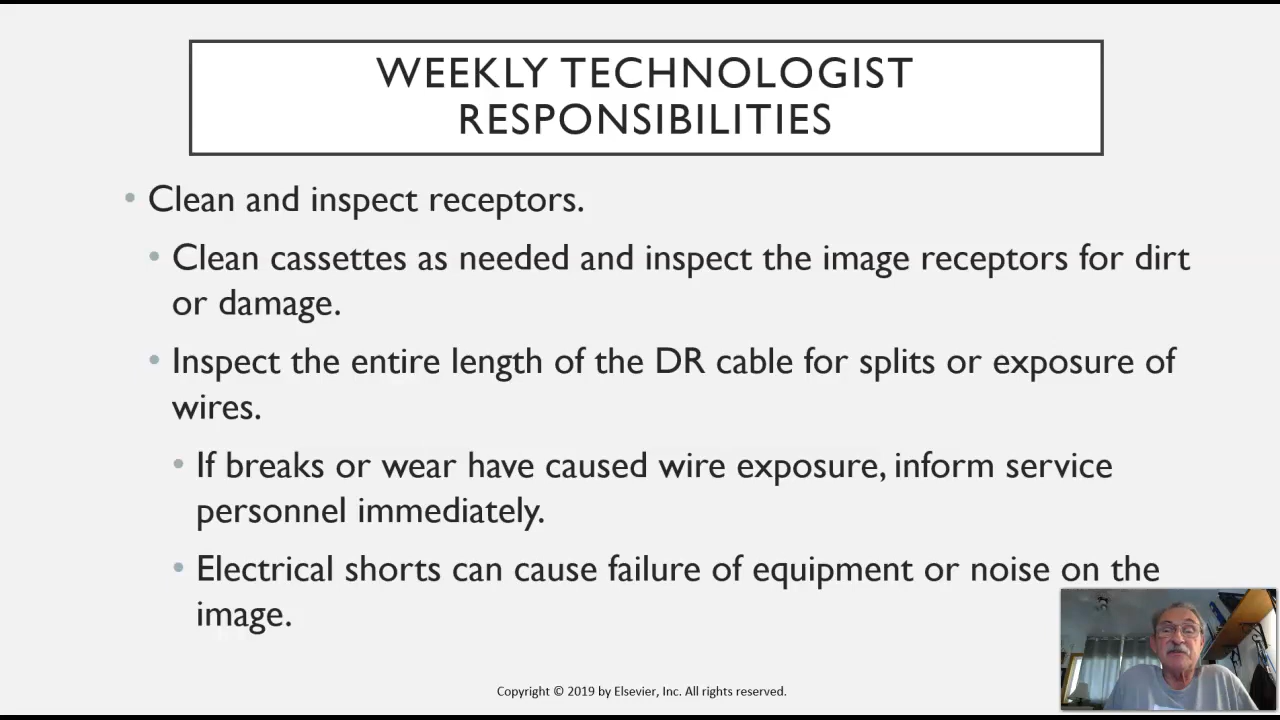 WEEKLY TECHNOLOGIST
RESPONSIBILITIES
• Clean and inspect receptors.
• Clean cassettes as needed and inspect the image receptors for dirt
or damage.
• Inspect the entire length of the DR cable for splits or exposure of
wires.
• If breaks or wear have caused wire exposure, inform service
personnel immediately.
• Electrical shorts can cause failure of equipment or noise on the
image.
Copyright © 2019 by Elsevier, Inc. All rights reserved.